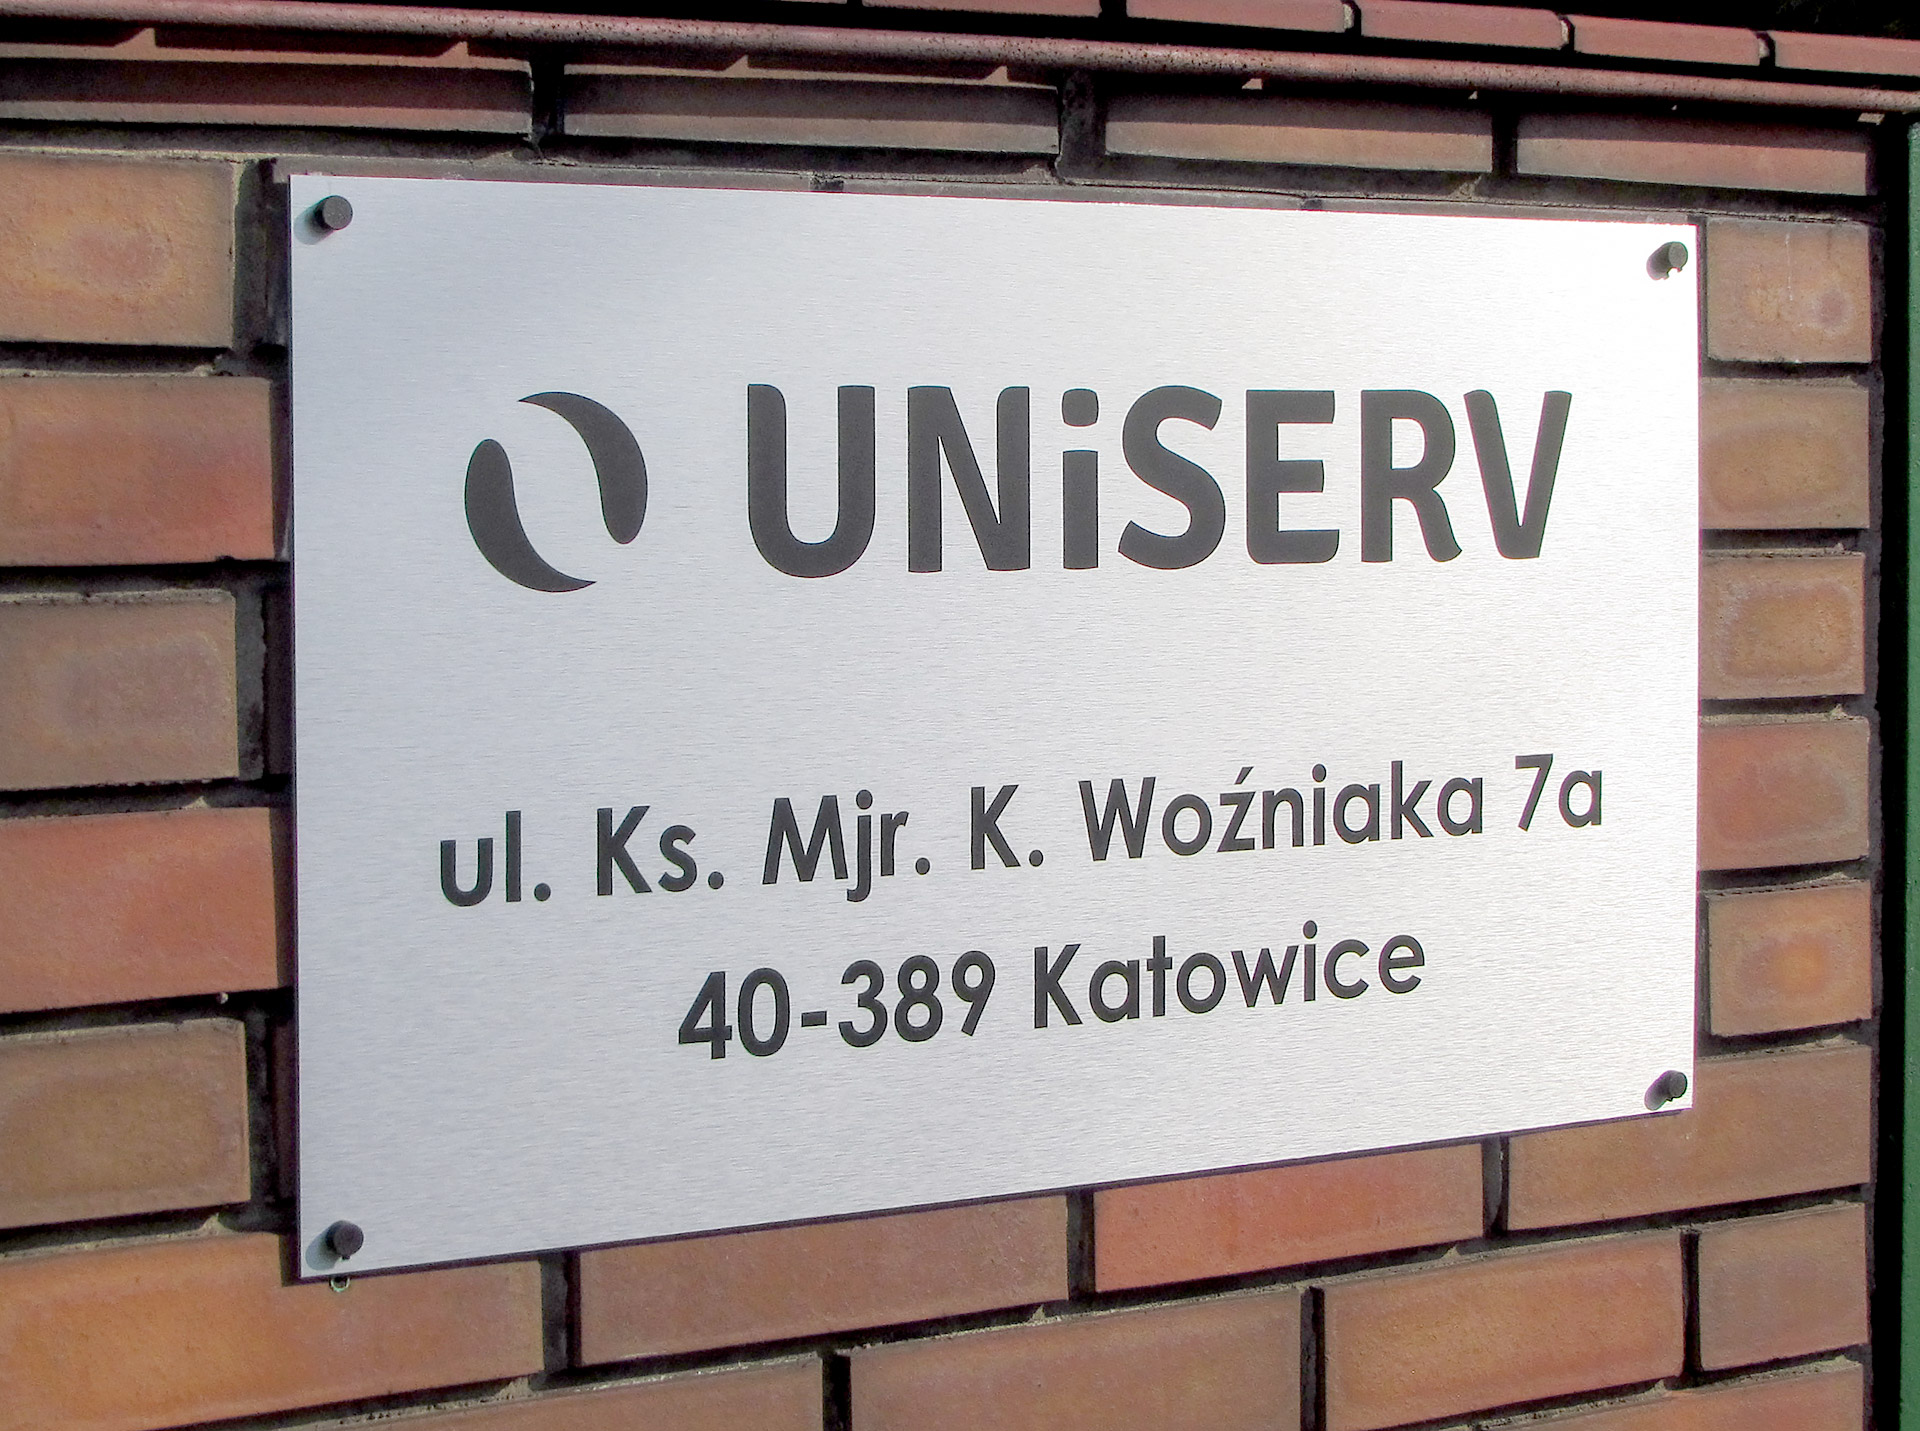 UNiSERV
ul. Ks. Mjr. K. Woźniaka 7a
40-389 Katowice